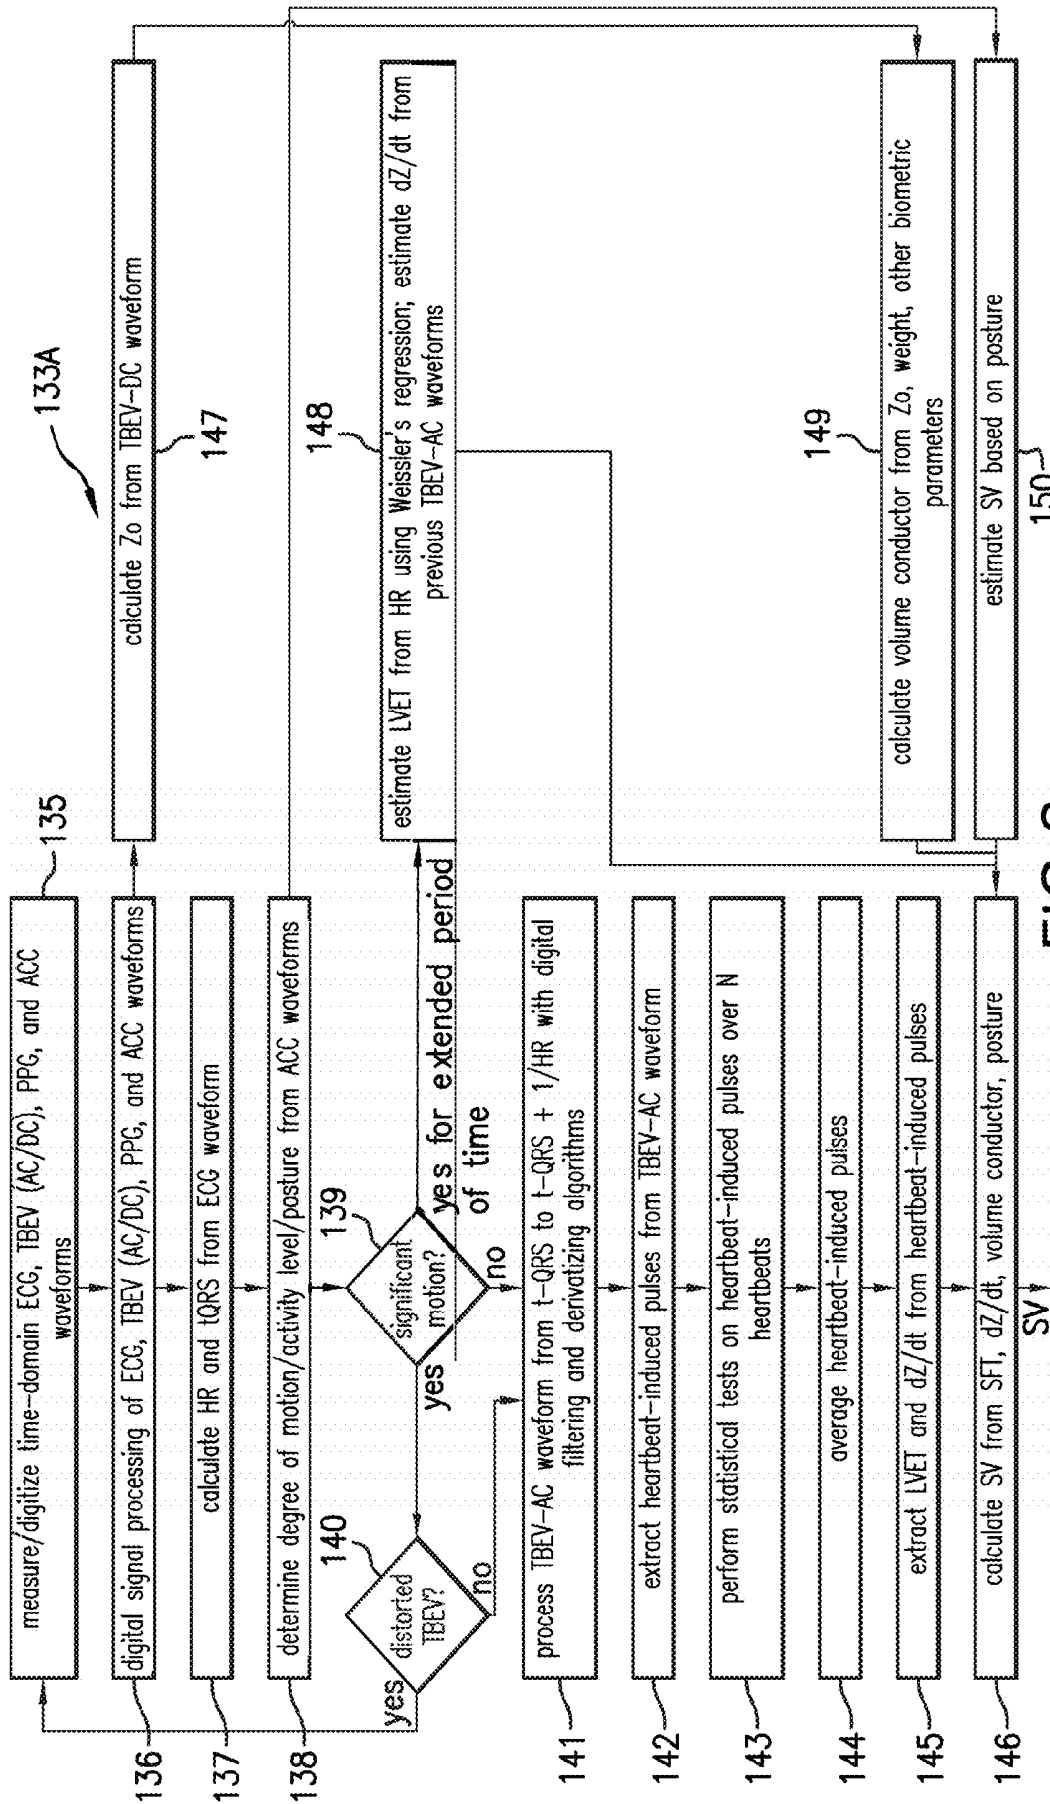 133A
135
measure/digitize time-domain ECG, TBEV (AC/DC), PPG, and ACC
waveforms
136
digital signal processing of ECG, TBEV (AC/DC), PPG, and ACC waveforms
calculate Zo from TBEV-DC waveform
147
137
calculate HR and tQRS from ECG waveform
138
determine degree of motion/activity level/posture from ACC waveforms
139
significant
motion?
yes
no
yes for extended period
of time
140
distorted
TBEV?
yes
no
148
estimate LVET from HR using Weissler's regression; estimate dZ/dt from
previous TBEV-AC waveforms
141
process TBEV-AC waveform from t-QRS to t-QRS + 1/HR with digital
filtering and derivatizing algorithms
142
extract heartbeat-induced pulses from TBEV-AC waveform
143
perform statistical tests on heartbeat-induced pulses over N
heartbeats
144
average heartbeat-induced pulses
149
calculate volume conductor from Zo, weight, other biometric
parameters
145
extract LVET and dZ/dt from heartbeat-induced pulses
estimate SV based on posture
150
146
calculate SV from SFT, dZ/dt, volume conductor, posture
SV